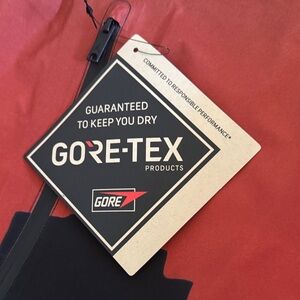 COMMITTED TO RESPONSIBLE PERFORMANCE*
GUARANTEED
TO KEEP YOU DRY
GORE-TEX
PRODUCTS
GORE